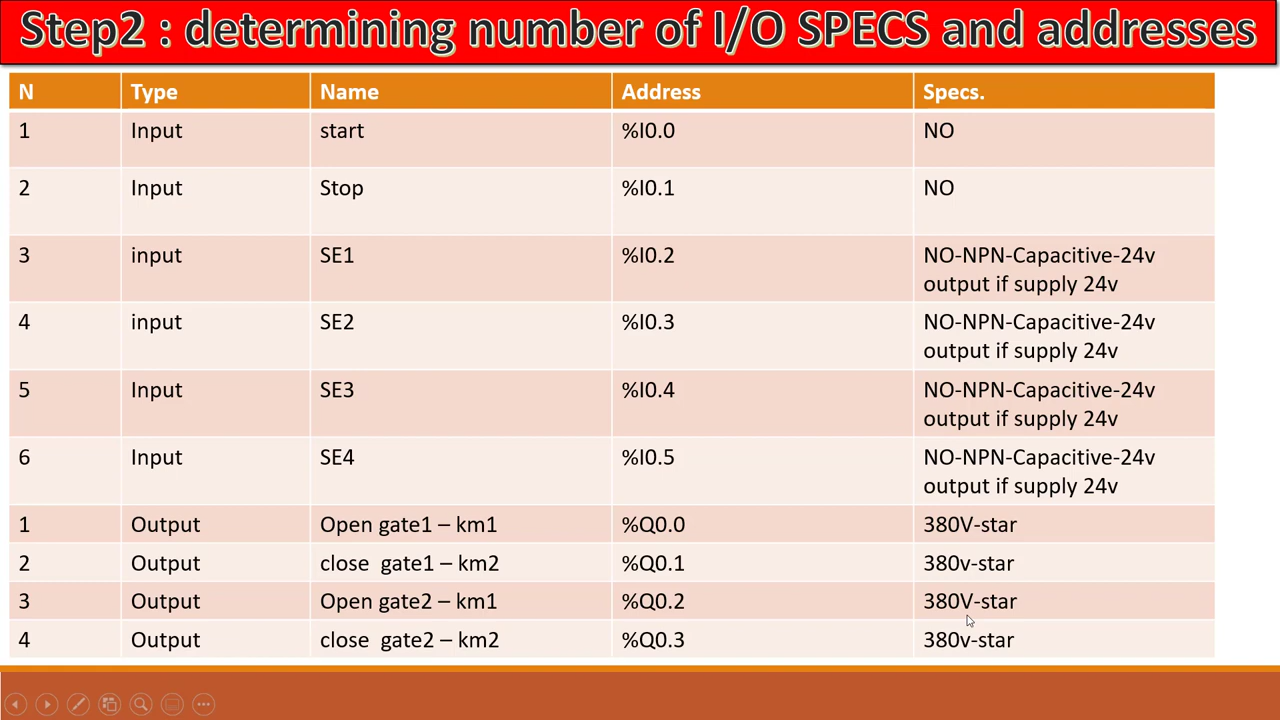 Step2 : determining number of I/O SPECS and addresses
N Type Name Address Specs.
1 Input start %I0.0 NO
2 Input Stop %I0.1 NO
3 input SE1 %I0.2 NO-NPN-Capacitive-24v
output if supply 24v
4 input SE2 %I0.3 NO-NPN-Capacitive-24v
output if supply 24v
5 Input SE3 %I0.4 NO-NPN-Capacitive-24v
output if supply 24v
6 Input SE4 %I0.5 NO-NPN-Capacitive-24v
output if supply 24v
1 Output Open gate1 – km1 %Q0.0 380V-star
2 Output close gate1 – km2 %Q0.1 380v-star
3 Output Open gate2 – km1 %Q0.2 380V-star
4 Output close gate2 – km2 %Q0.3 380v-star